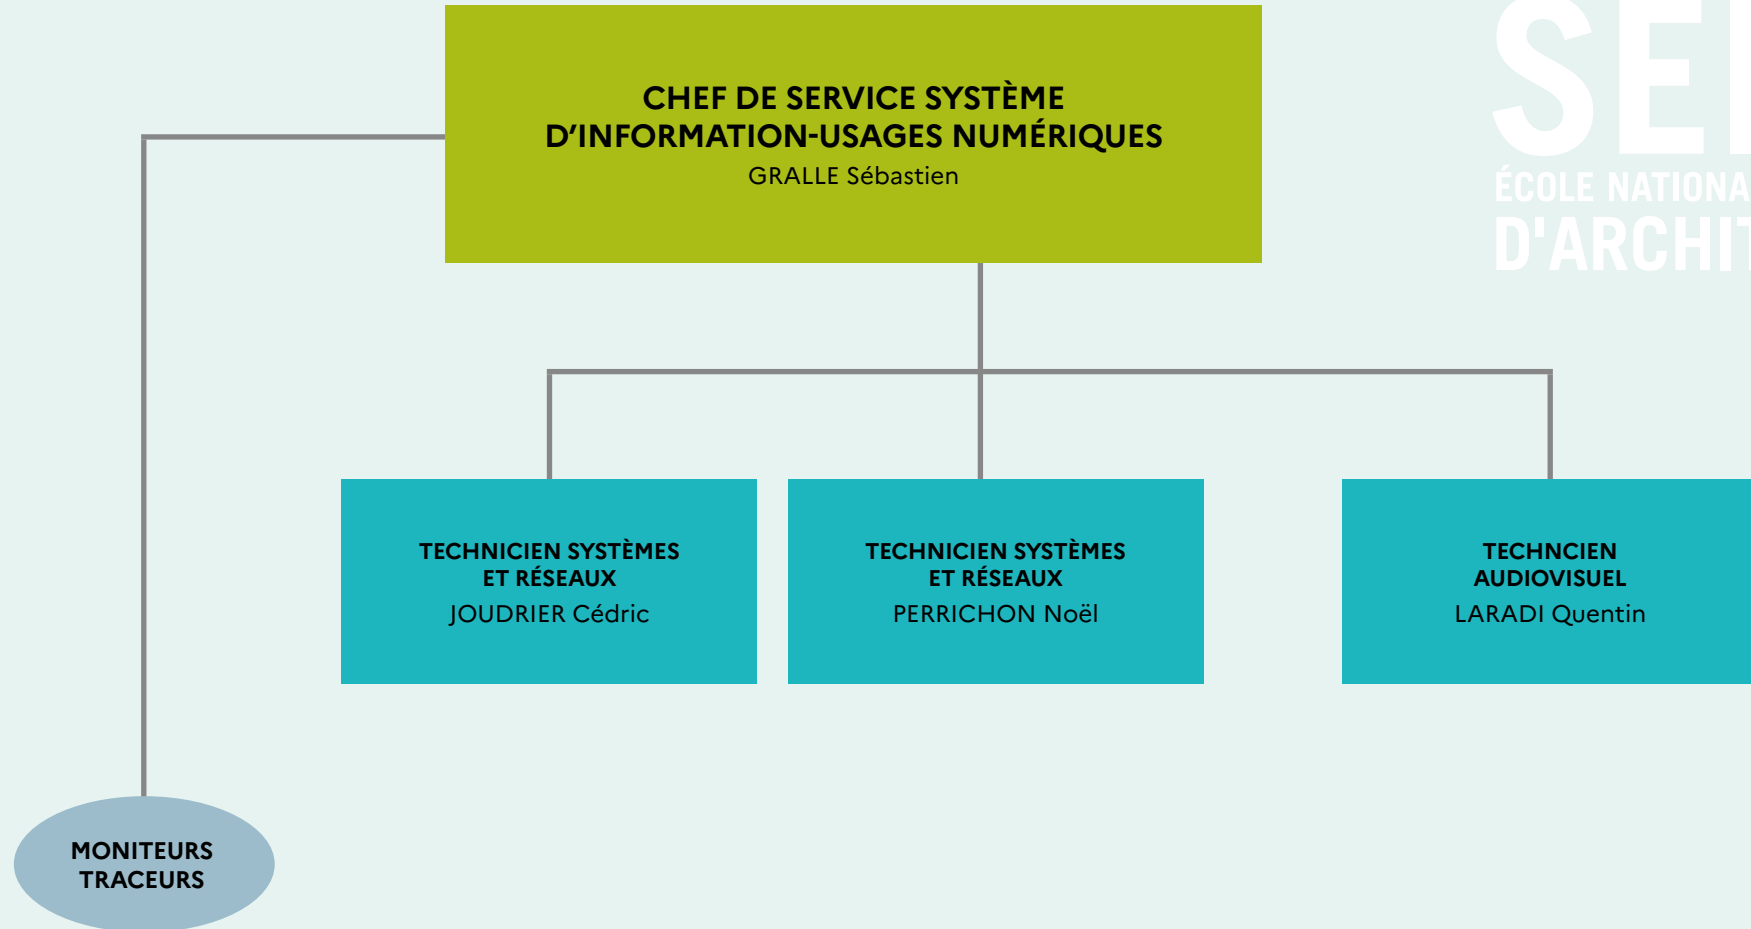 CHEF DE SERVICE SYSTÈME
D’INFORMATION-USAGES NUMÉRIQUES
GRALLE Sébastien
ÉCOLE NATIONA
D'ARCHIT
TECHNICIEN SYSTÈMES
ET RÉSEAUX
JOUDRIER Cédric
TECHNICIEN SYSTÈMES
ET RÉSEAUX
PERRICHON Noël
TECHNCIEN
AUDIOVISUEL
LARADI Quentin
MONITEURS
TRACEURS